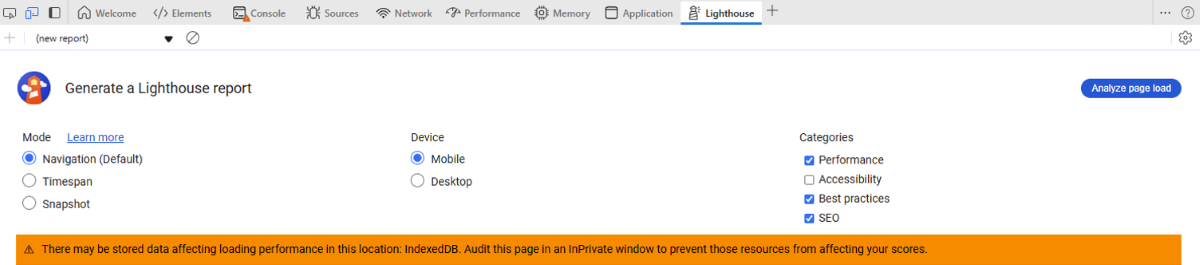 Welcome Elements Console Sources Network Performance Memory Application Lighthouse
(new report)
Generate a Lighthouse report
Analyze page load
Mode Learn more Device Categories
Navigation (Default) Mobile Performance
Timespan Desktop Accessibility
Snapshot Best practices
SEO
There may be stored data affecting loading performance in this location: IndexedDB. Audit this page in an InPrivate window to prevent those resources from affecting your scores.